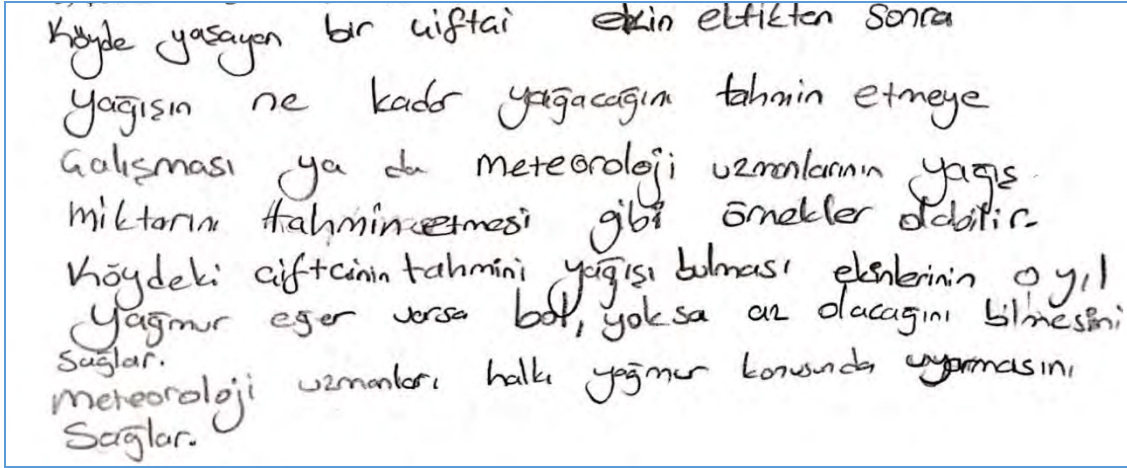 Köyde yaşayan bir çiftçi ekin ektikten sonra
Yağışın ne kadar yağacağını tahmin etmeye
Çalışması ya da meteoroloji uzmanlarının yağış
miktarını tahmin etmesi gibi örnekler olabilir.
Köydeki çiftcinin tahmini yağışı bulması ekinlerinin o yıl
Yağmur eğer varsa bol, yoksa az olacağını bilmesini
Sağlar.
meteoroloji uzmanları halkı yağmur konusunda uyarmasını
Sağlar.